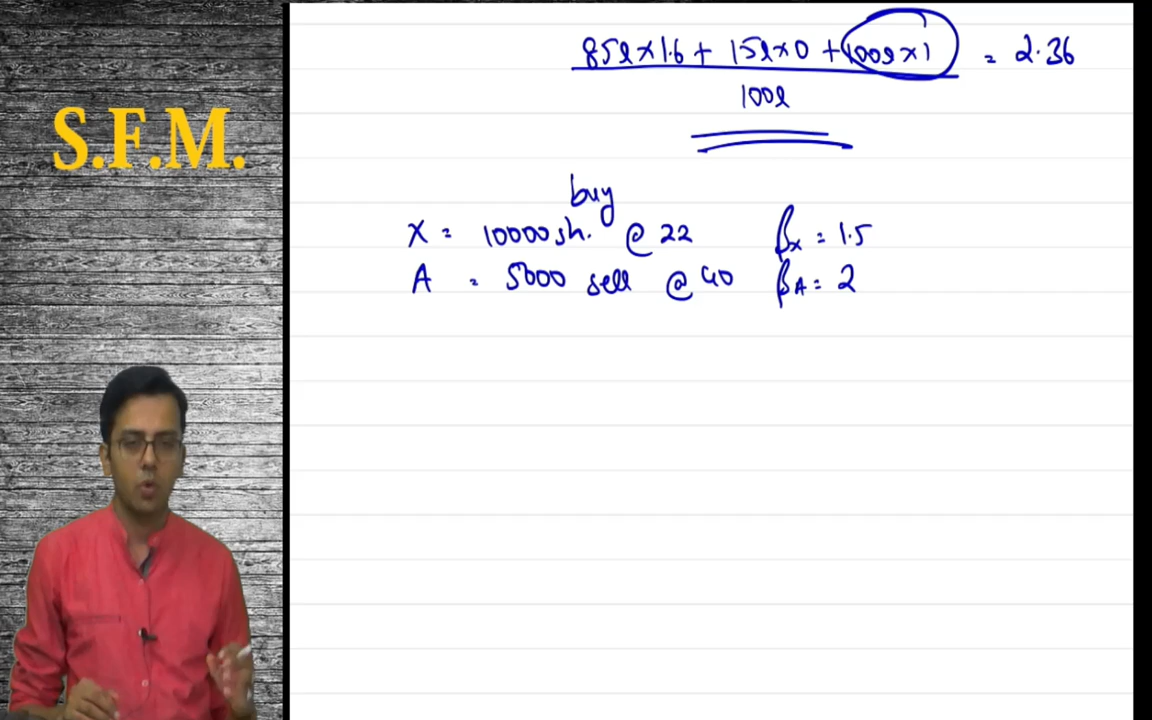 85l×1.6 + 15l×0 + 100l×1 = 2.36
100l
S.F.M.
buy
X = 10000 sh. @ 22 βx = 1.5
A = 5000 sell @ 40 βA = 2